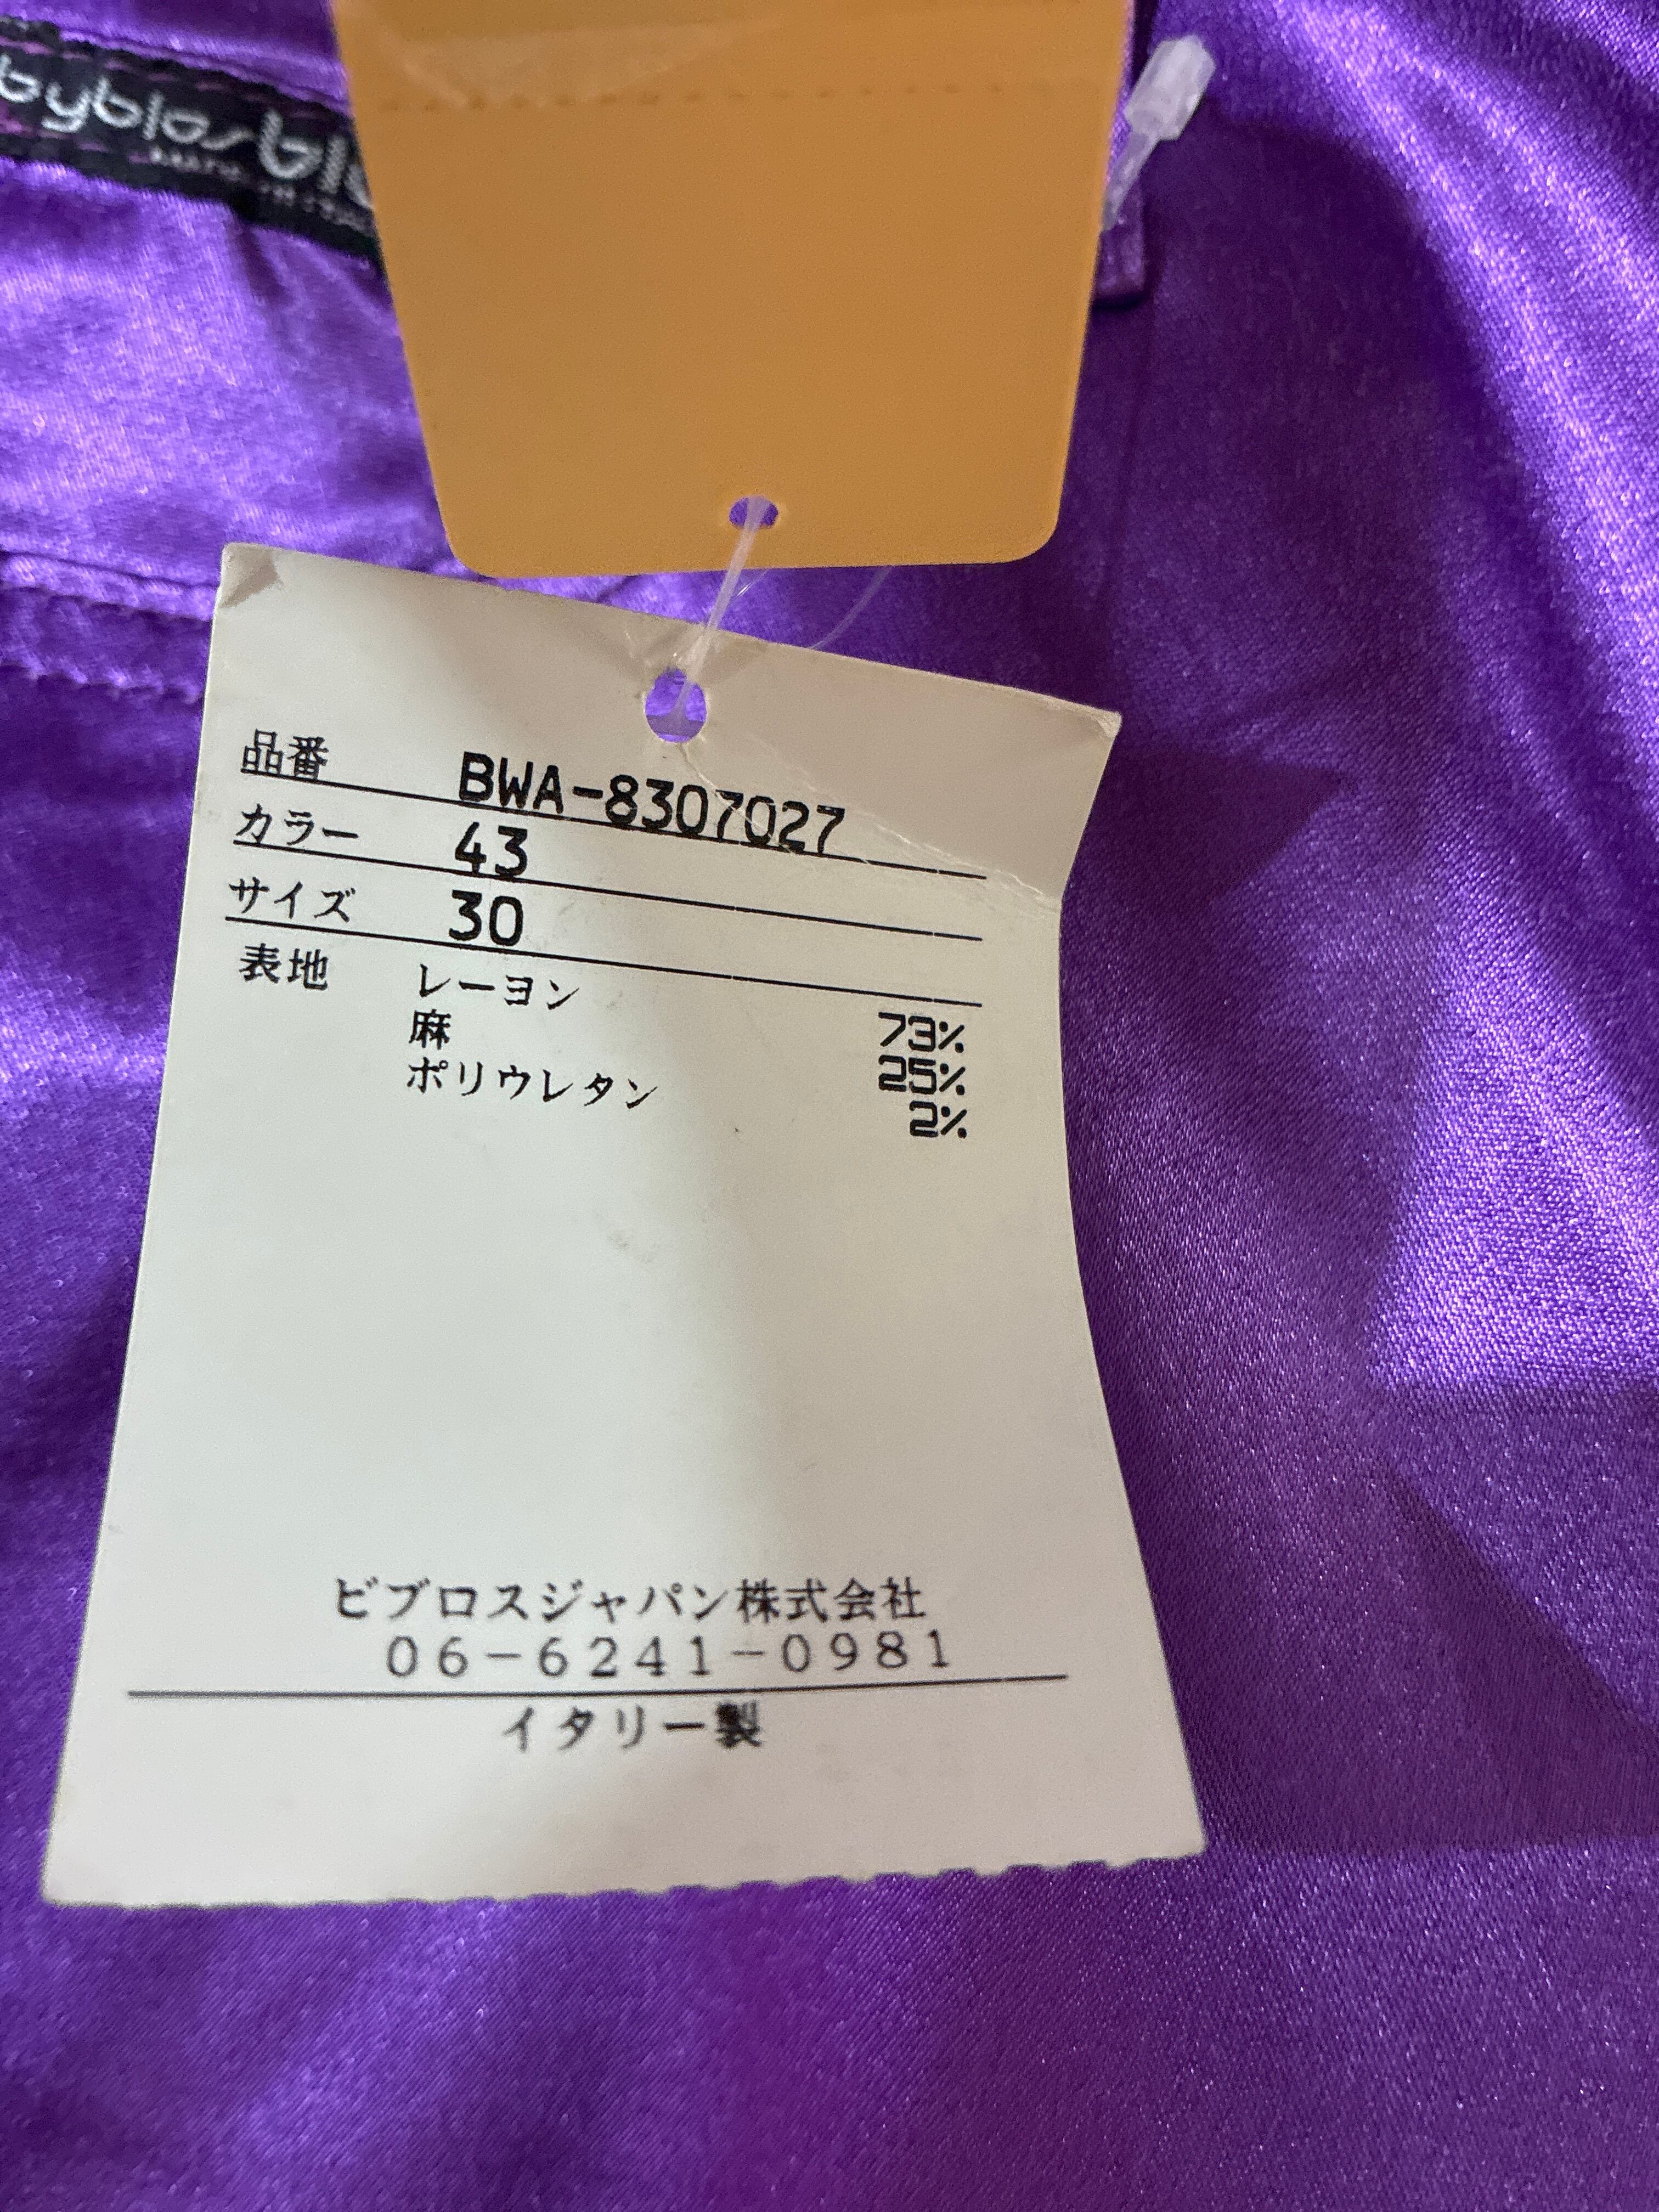 byblos
品番 BWA-8307027
カラー 43
サイズ 30
表地 レーヨン 73%
麻 25%
ポリウレタン 2%
ビブロスジャパン株式会社
06-6241-0981
イタリー製